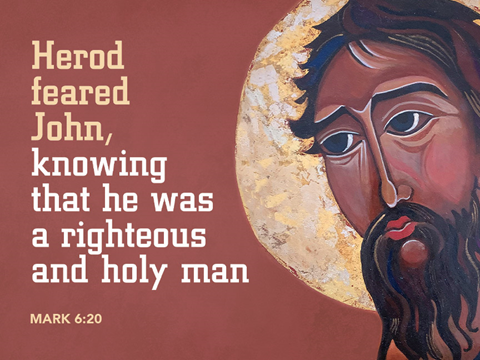 Herod
feared
John,
knowing
that he was
a righteous
and holy man
MARK 6:20